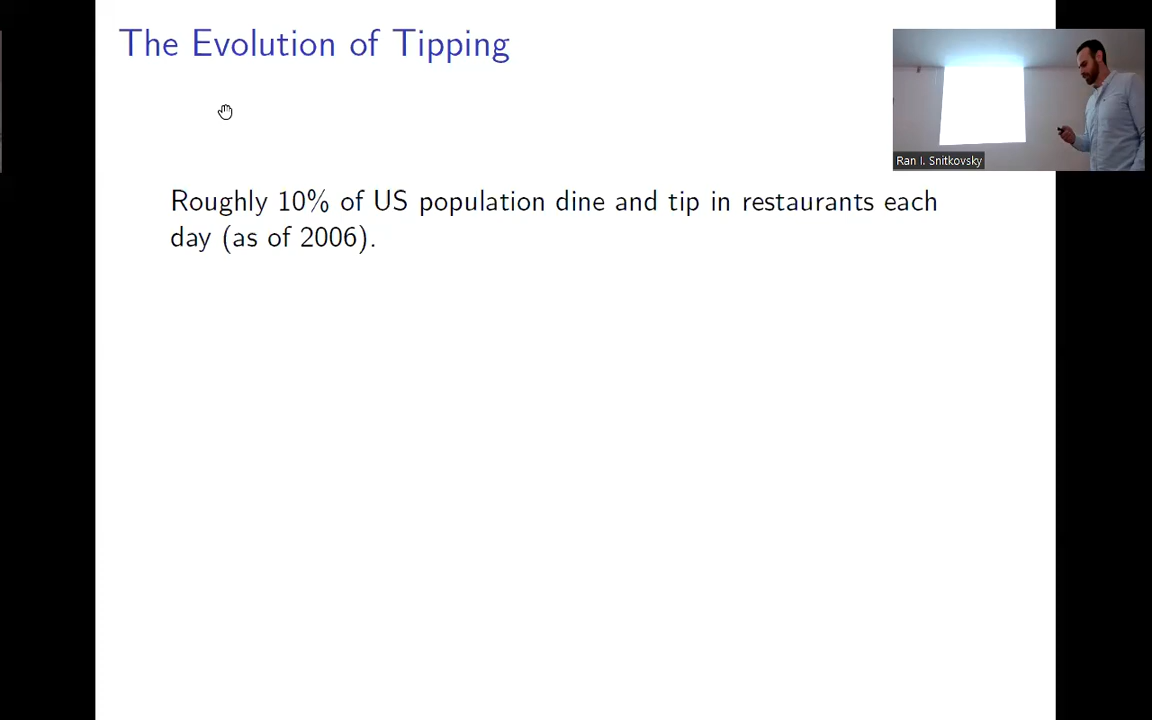 The Evolution of Tipping
Ran I. Snitkovsky
Roughly 10% of US population dine and tip in restaurants each
day (as of 2006).